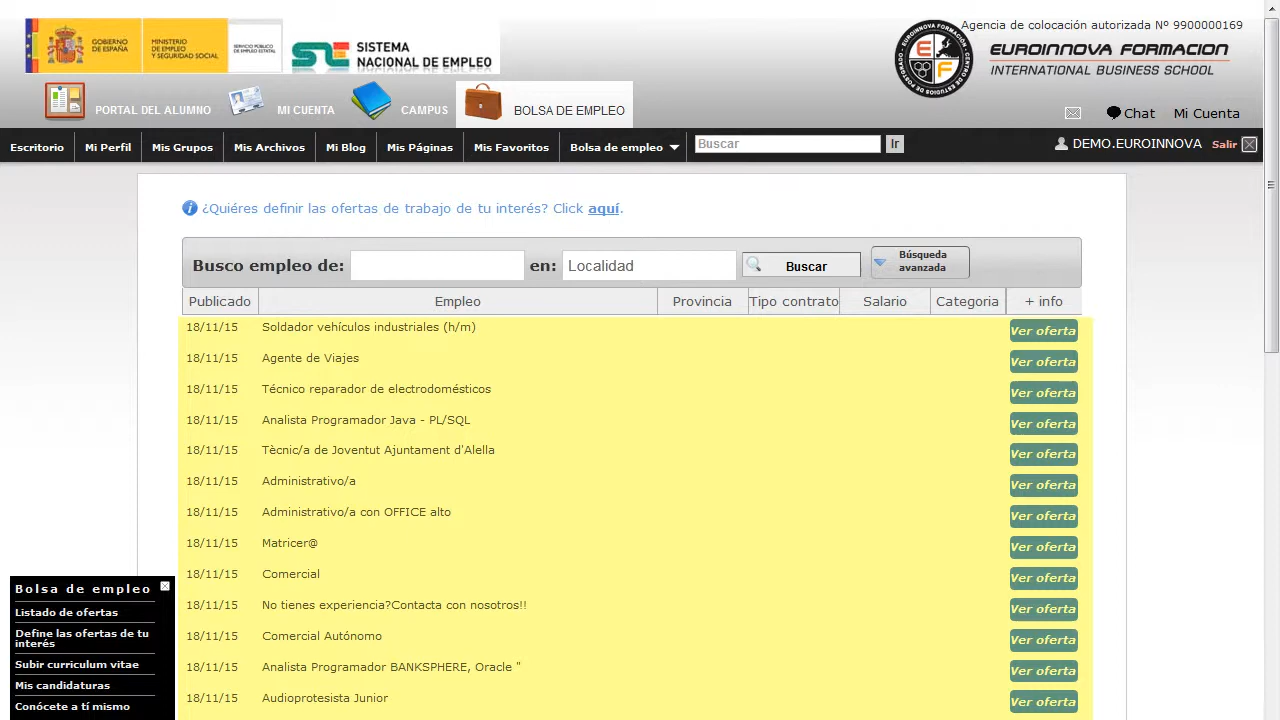 GOBIERNO DE ESPAÑA
MINISTERIO DE EMPLEO Y SEGURIDAD SOCIAL
SERVICIO PÚBLICO DE EMPLEO ESTATAL
SISTEMA NACIONAL DE EMPLEO
Agencia de colocación autorizada Nº 9900000169
EUROINNOVA FORMACION
INTERNATIONAL BUSINESS SCHOOL
PORTAL DEL ALUMNO
MI CUENTA
CAMPUS
BOLSA DE EMPLEO
Chat
Mi Cuenta
Escritorio
Mi Perfil
Mis Grupos
Mis Archivos
Mi Blog
Mis Páginas
Mis Favoritos
Bolsa de empleo
Buscar
Ir
DEMO.EUROINNOVA
Salir
¿Quiéres definir las ofertas de trabajo de tu interés? Click aquí.
Busco empleo de: en: Localidad Buscar Búsqueda avanzada
Publicado Empleo Provincia Tipo contrato Salario Categoria + info
18/11/15 Soldador vehículos industriales (h/m) Ver oferta
18/11/15 Agente de Viajes Ver oferta
18/11/15 Técnico reparador de electrodomésticos Ver oferta
18/11/15 Analista Programador Java - PL/SQL Ver oferta
18/11/15 Tècnic/a de Joventut Ajuntament d'Alella Ver oferta
18/11/15 Administrativo/a Ver oferta
18/11/15 Administrativo/a con OFFICE alto Ver oferta
18/11/15 Matricer@ Ver oferta
18/11/15 Comercial Ver oferta
18/11/15 No tienes experiencia?Contacta con nosotros!! Ver oferta
18/11/15 Comercial Autónomo Ver oferta
18/11/15 Analista Programador BANKSPHERE, Oracle " Ver oferta
18/11/15 Audioprotesista Junior Ver oferta
Bolsa de empleo
Listado de ofertas
Define las ofertas de tu
interés
Subir curriculum vitae
Mis candidaturas
Conócete a tí mismo